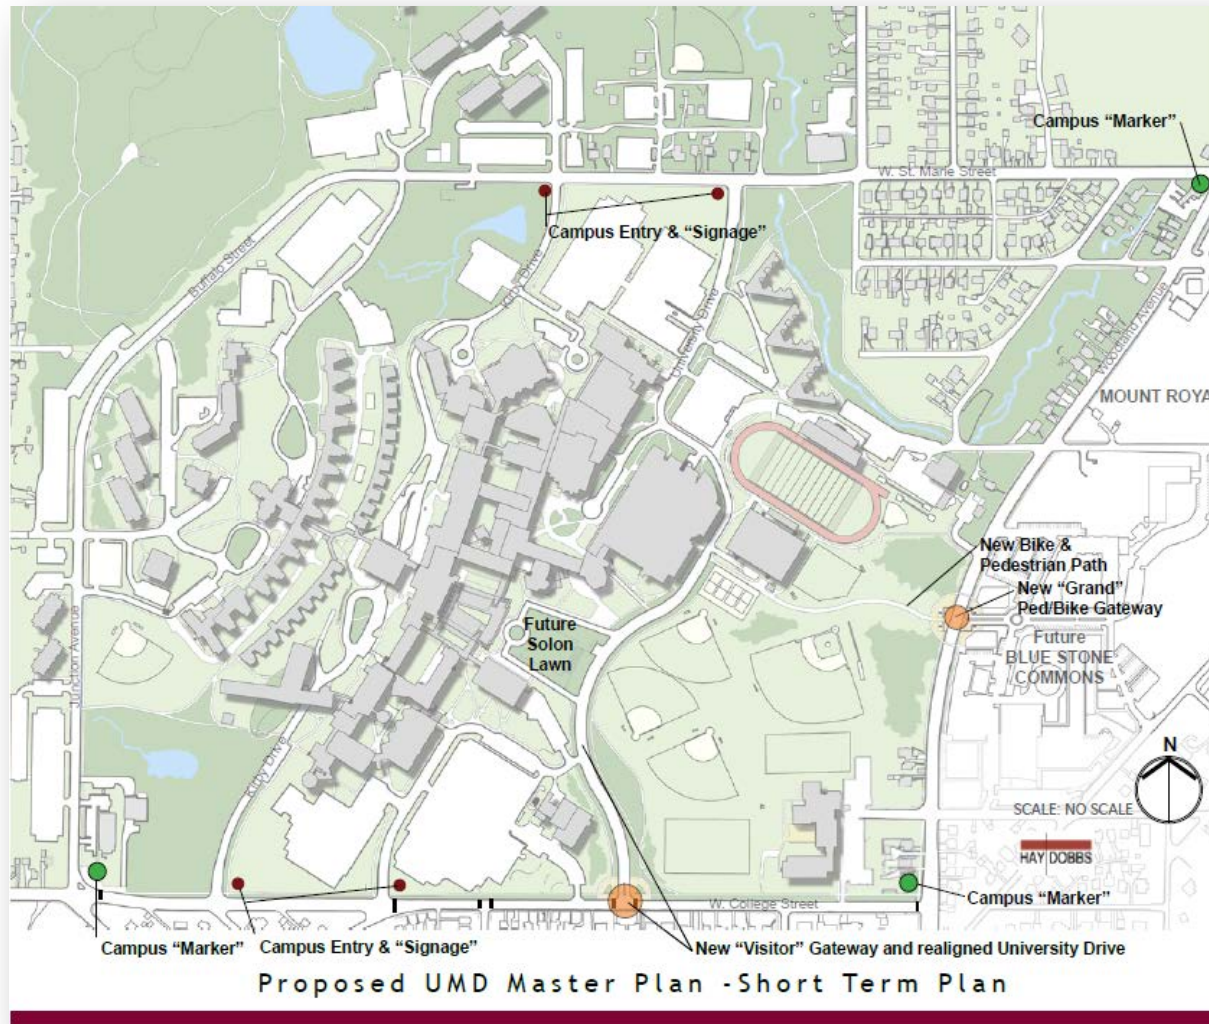 Campus “Marker”
W. St. Marie Street
Campus Entry & “Signage”
Buffalo Street
Kirby Drive
University Drive
Woodland Avenue
MOUNT ROYA
New Bike &
Pedestrian Path
New “Grand”
Ped/Bike Gateway
Future
Solon
Lawn
Future
BLUE STONE
COMMONS
Junction Avenue
Kirby Drive
N
SCALE: NO SCALE
HAY DOBBS
Campus “Marker”
W. College Street
Campus “Marker”
Campus Entry & “Signage”
New “Visitor” Gateway and realigned University Drive
Proposed UMD Master Plan -Short Term Plan